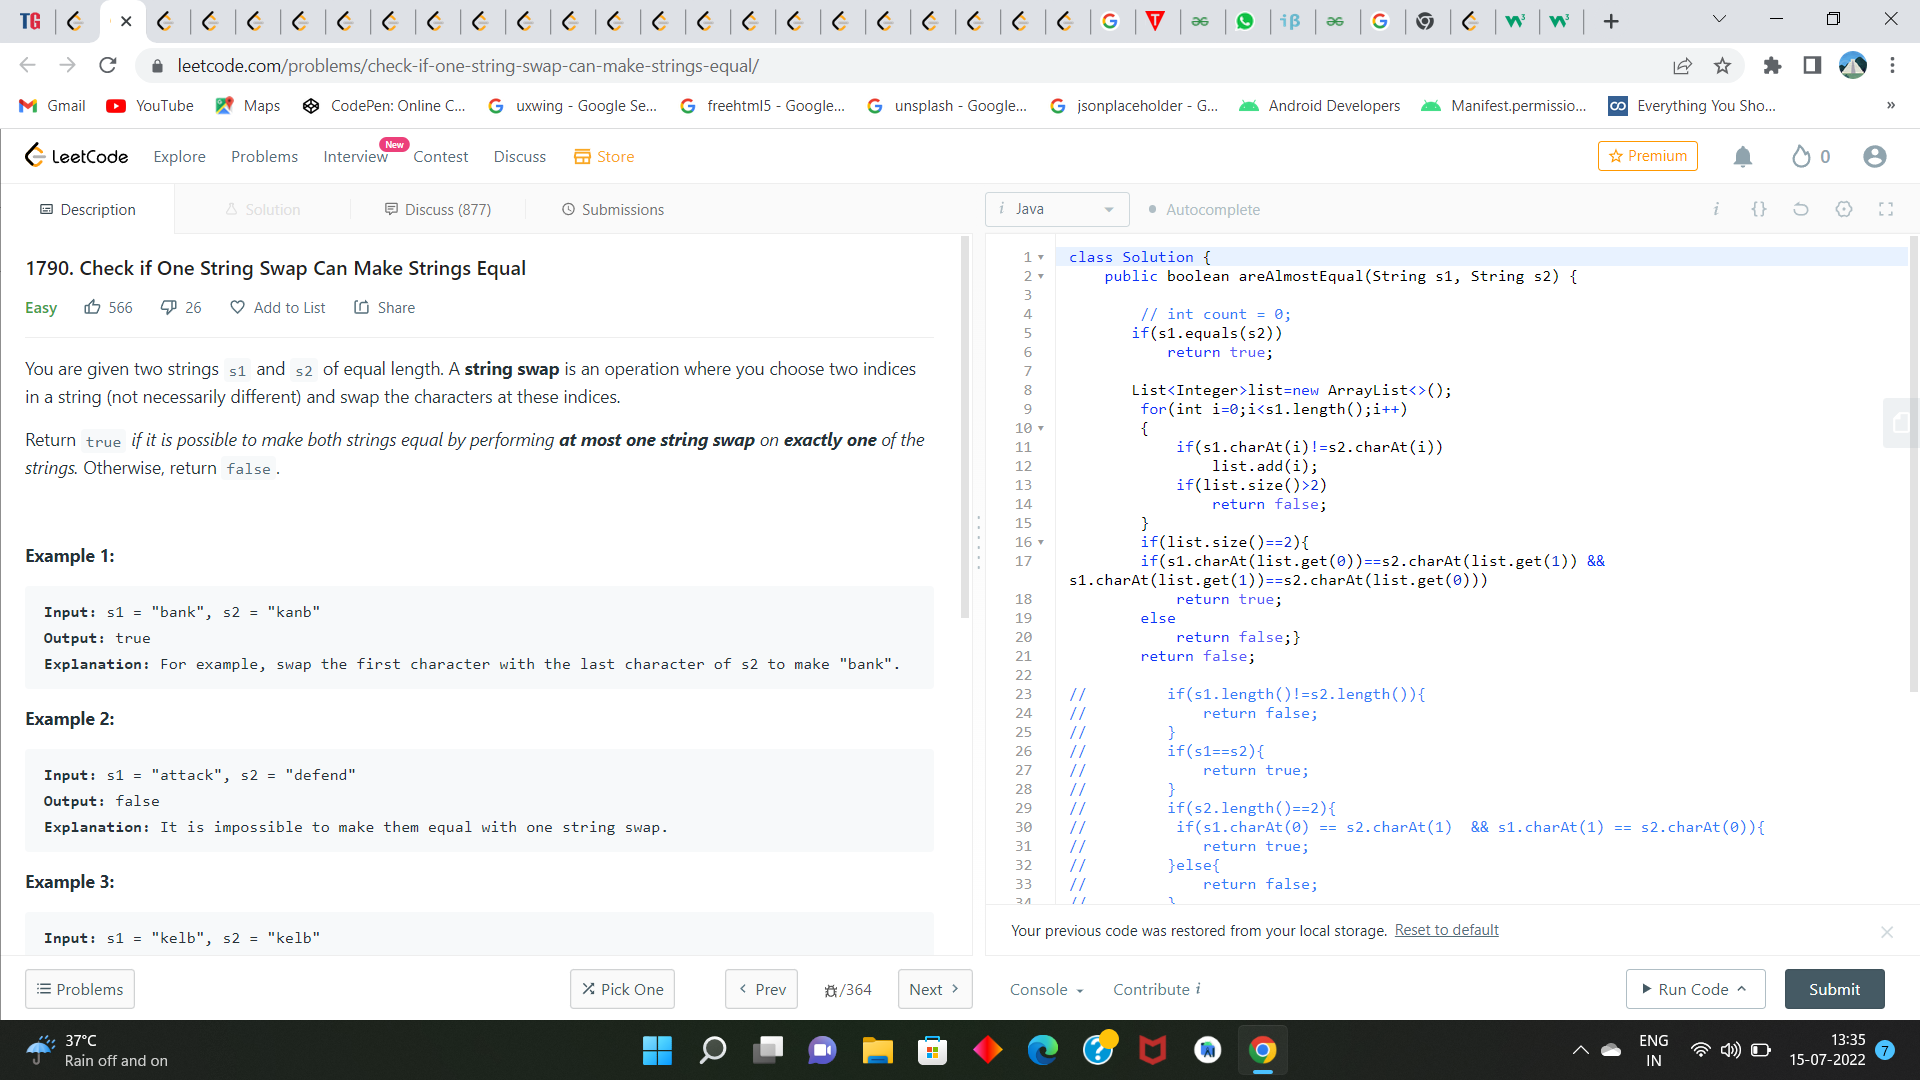 TG
leetcode.com/problems/check-if-one-string-swap-can-make-strings-equal/
Gmail YouTube Maps CodePen: Online C... uxwing - Google Se... freehtml5 - Google... unsplash - Google... jsonplaceholder - G... Android Developers Manifest.permissio... Everything You Sho... »
LeetCode Explore Problems Interview New Contest Discuss Store Premium 0
Description Solution Discuss (877) Submissions
i Java Autocomplete i {}
1790. Check if One String Swap Can Make Strings Equal
Easy 566 26 Add to List Share
You are given two strings s1 and s2 of equal length. A string swap is an operation where you choose two indices
in a string (not necessarily different) and swap the characters at these indices.
Return true if it is possible to make both strings equal by performing at most one string swap on exactly one of the
strings. Otherwise, return false.
Example 1:
Input: s1 = "bank", s2 = "kanb"
Output: true
Explanation: For example, swap the first character with the last character of s2 to make "bank".
Example 2:
Input: s1 = "attack", s2 = "defend"
Output: false
Explanation: It is impossible to make them equal with one string swap.
Example 3:
Input: s1 = "kelb", s2 = "kelb"
1 class Solution {
2 public boolean areAlmostEqual(String s1, String s2) {
3
4 // int count = 0;
5 if(s1.equals(s2))
6 return true;
7
8 List<Integer>list=new ArrayList<>();
9 for(int i=0;i<s1.length();i++)
10 {
11 if(s1.charAt(i)!=s2.charAt(i))
12 list.add(i);
13 if(list.size()>2)
14 return false;
15 }
16 if(list.size()==2){
17 if(s1.charAt(list.get(0))==s2.charAt(list.get(1)) &&
s1.charAt(list.get(1))==s2.charAt(list.get(0)))
18 return true;
19 else
20 return false;}
21 return false;
22
23 // if(s1.length()!=s2.length()){
24 // return false;
25 // }
26 // if(s1==s2){
27 // return true;
28 // }
29 // if(s2.length()==2){
30 // if(s1.charAt(0) == s2.charAt(1) && s1.charAt(1) == s2.charAt(0)){
31 // return true;
32 // }else{
33 // return false;
34 // }
Your previous code was restored from your local storage. Reset to default
Problems Pick One < Prev /364 Next > Console Contribute i Run Code Submit
37°C
Rain off and on
ENG
IN
13:35
15-07-2022
7